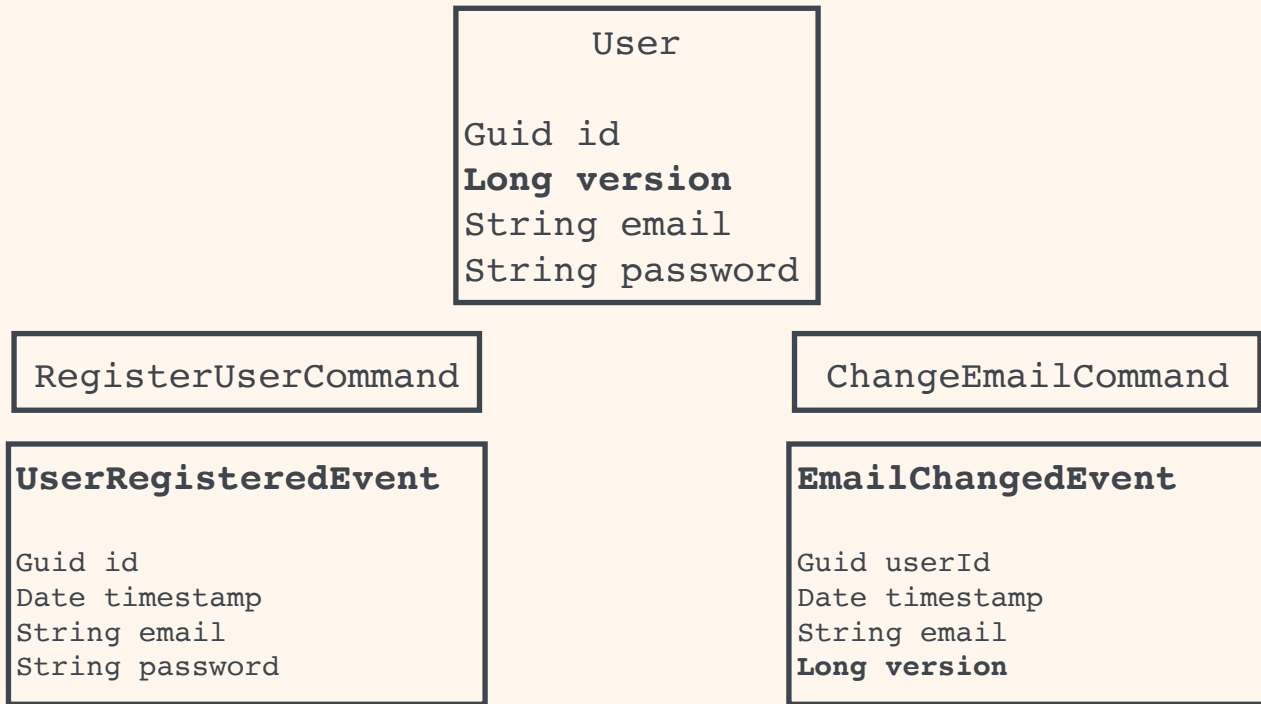 User
Guid id
Long version
String email
String password
RegisterUserCommand
ChangeEmailCommand
UserRegisteredEvent
Guid id
Date timestamp
String email
String password
EmailChangedEvent
Guid userId
Date timestamp
String email
Long version